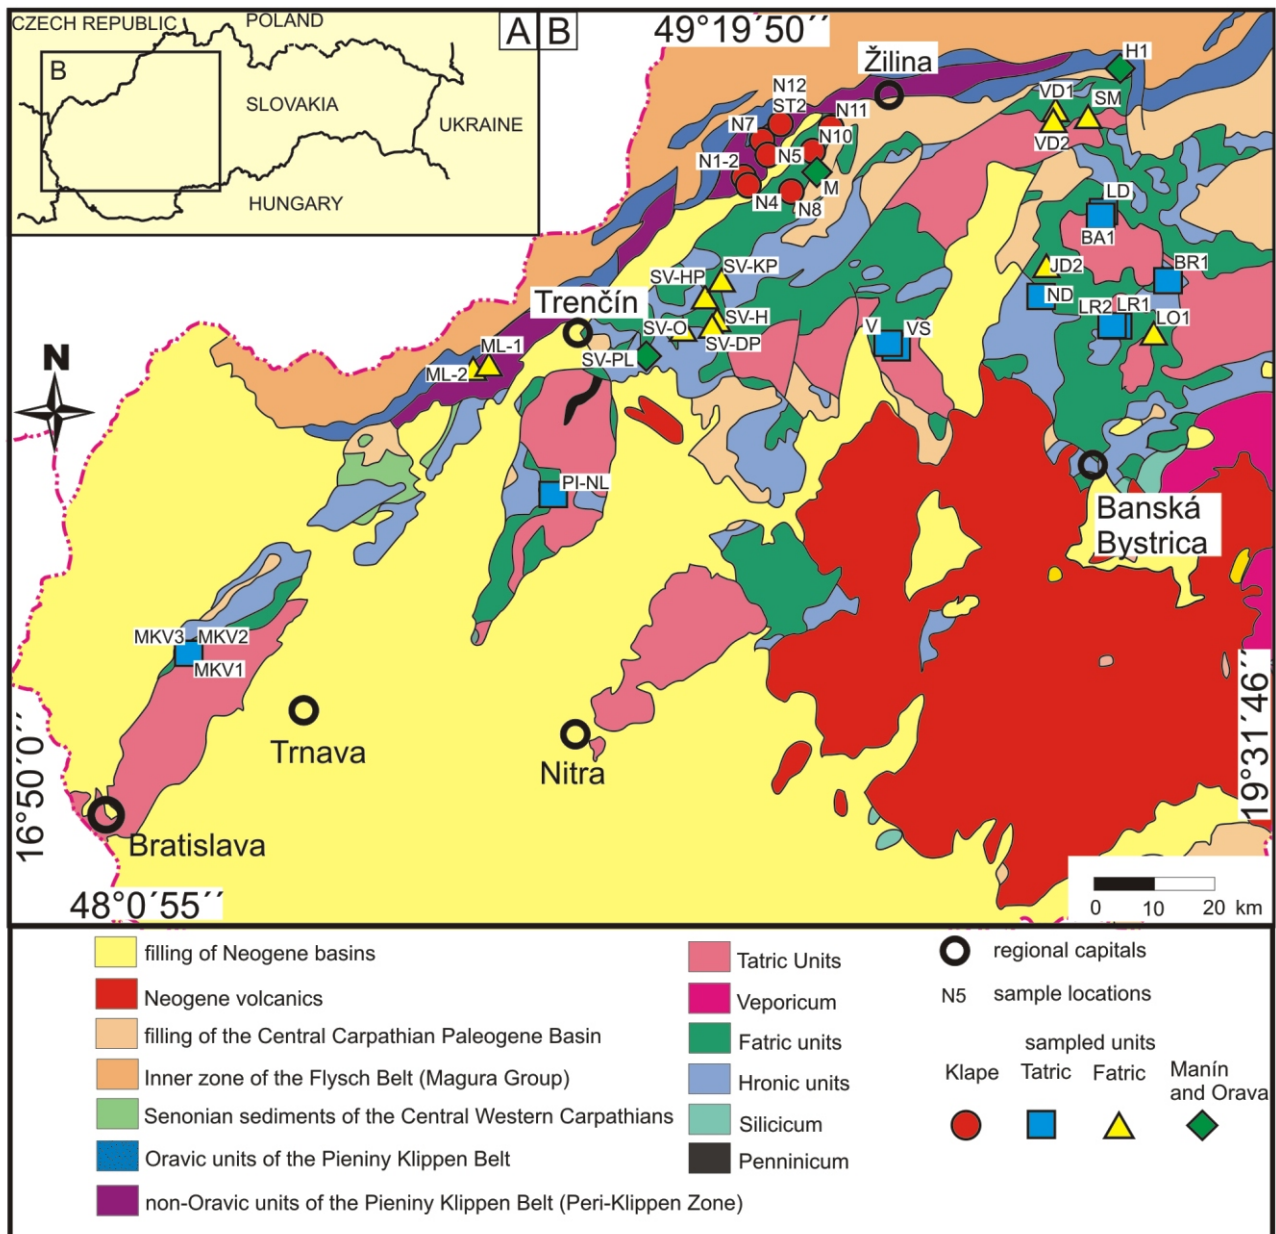 CZECH REPUBLIC
POLAND
A
B
49°19´50´´
B
SLOVAKIA
UKRAINE
HUNGARY
Žilina
H1
N12
ST2
N11
VD1
SM
N7
N10
VD2
N1-2
N5
M
N4
N8
LD
BA1
SV-KP
SV-HP
JD2
BR1
Trenčín
ND
SV-H
LR2
LR1
LO1
SV-O
V
VS
SV-DP
SV-PL
N
ML-1
ML-2
PI-NL
Banská
Bystrica
MKV3
MKV2
MKV1
16°50´0´´
19°31´46´´
Trnava
Nitra
Bratislava
48°0´55´´
0 10 20 km
filling of Neogene basins
Neogene volcanics
filling of the Central Carpathian Paleogene Basin
Inner zone of the Flysch Belt (Magura Group)
Senonian sediments of the Central Western Carpathians
Oravic units of the Pieniny Klippen Belt
non-Oravic units of the Pieniny Klippen Belt (Peri-Klippen Zone)
Tatric Units
Veporicum
Fatric units
Hronic units
Silicicum
Penninicum
regional capitals
N5 sample locations
sampled units
Klape Tatric Fatric Manín
and Orava